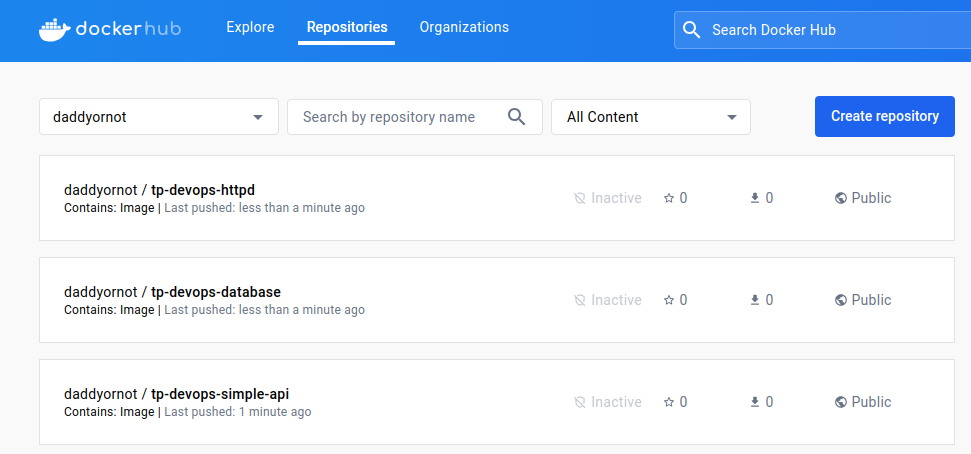 dockerhub Explore Repositories Organizations Search Docker Hub
daddyornot Search by repository name All Content Create repository
daddyornot / tp-devops-httpd
Contains: Image | Last pushed: less than a minute ago
Inactive 0 0 Public
daddyornot / tp-devops-database
Contains: Image | Last pushed: less than a minute ago
Inactive 0 0 Public
daddyornot / tp-devops-simple-api
Contains: Image | Last pushed: 1 minute ago
Inactive 0 0 Public